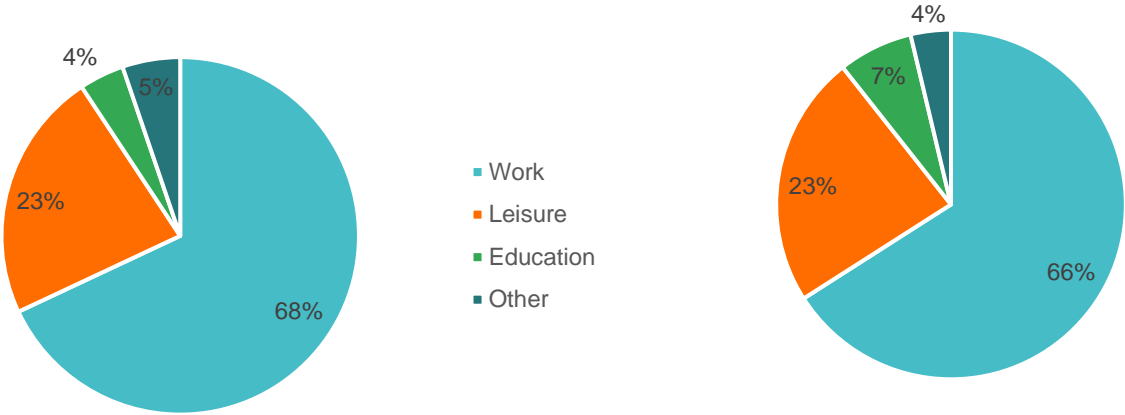 4%
5%
23%
68%
Work
Leisure
Education
Other
4%
7%
23%
66%